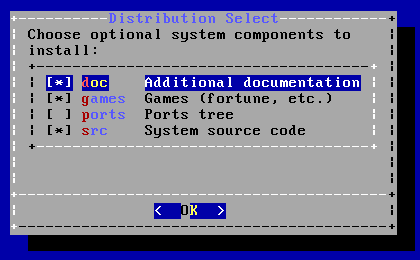 Distribution Select
Choose optional system components to
install:
[*] doc Additional documentation
[*] games Games (fortune, etc.)
[ ] ports Ports tree
[*] src System source code
< OK >